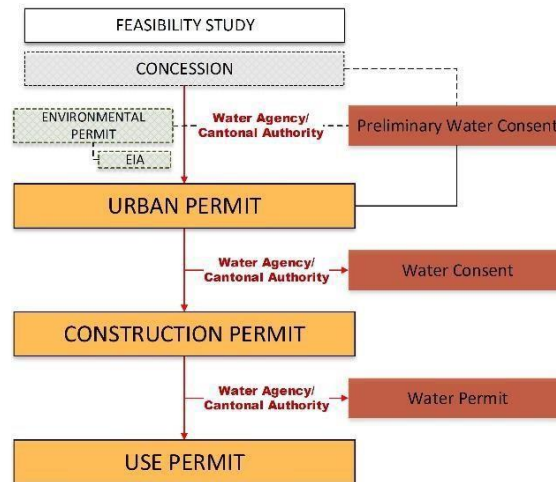 FEASIBILITY STUDY
CONCESSION
ENVIRONMENTAL
PERMIT
Water Agency/
Cantonal Authority
Preliminary Water Consent
EIA
URBAN PERMIT
Water Agency/
Cantonal Authority
Water Consent
CONSTRUCTION PERMIT
Water Agency/
Cantonal Authority
Water Permit
USE PERMIT